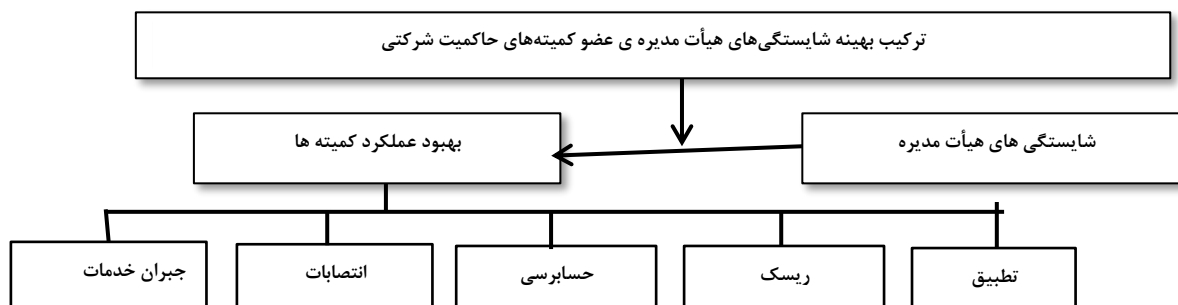 ترکیب بهینه شایستگی‌های هیأت مدیره ی عضو کمیته‌های حاکمیت شرکتی
شایستگی های هیأت مدیره
بهبود عملکرد کمیته ها
تطبیق
ریسک
حسابرسی
انتصابات
جبران خدمات